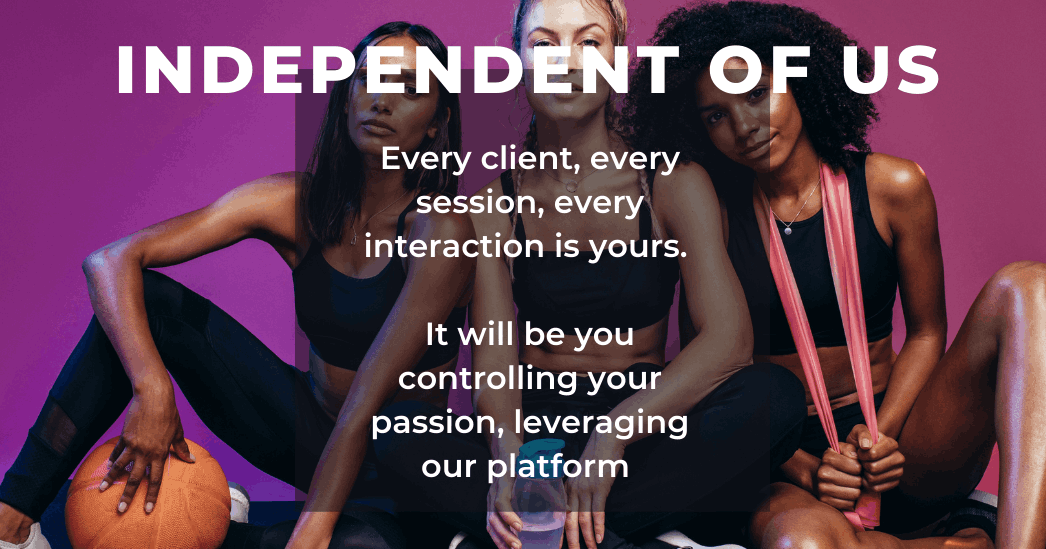 INDEPENDENT OF US
Every client, every
session, every
interaction is yours.
It will be you
controlling your
passion, leveraging
our platform